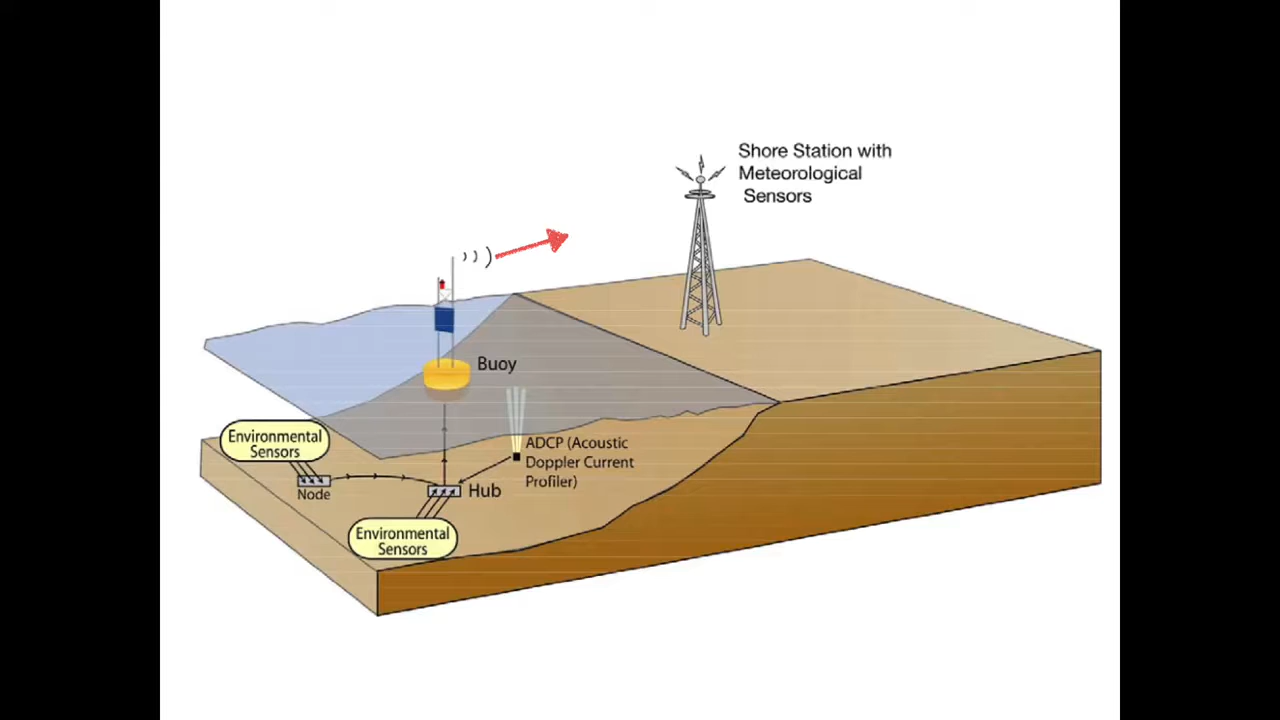 Shore Station with
Meteorological
Sensors
Buoy
Environmental
Sensors
ADCP (Acoustic
Doppler Current
Profiler)
Node
Hub
Environmental
Sensors